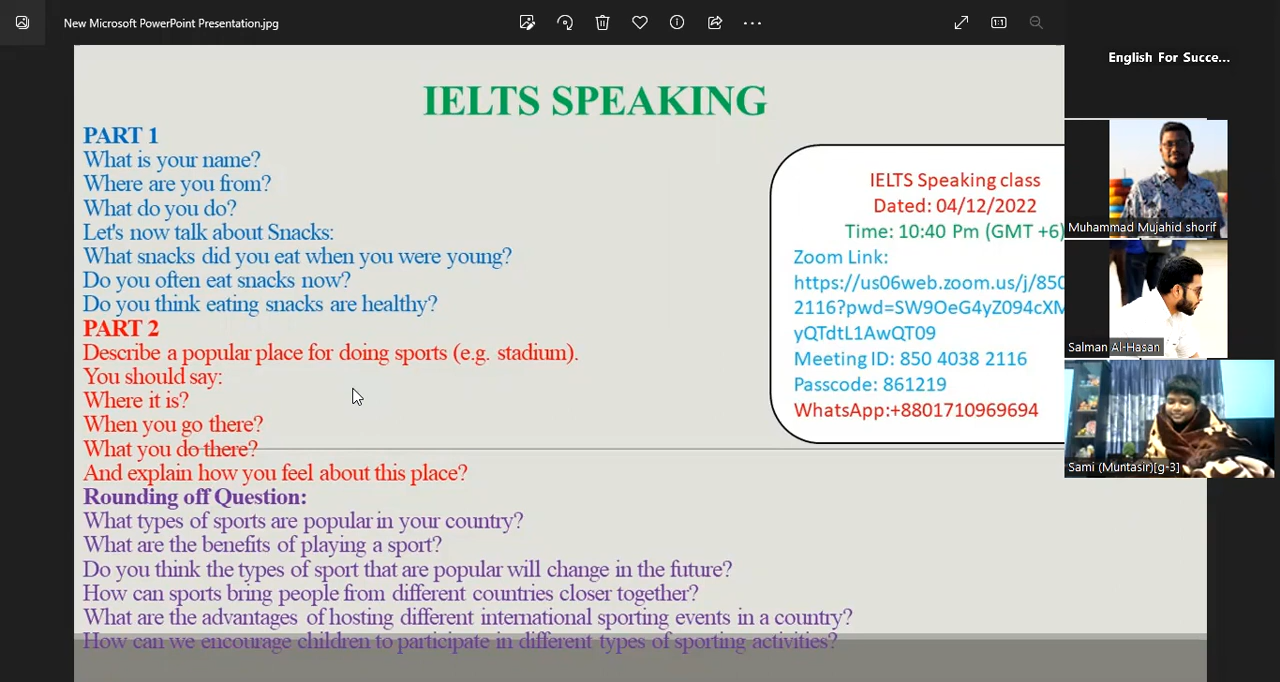 New Microsoft PowerPoint Presentation.jpg
English For Succe...
IELTS SPEAKING
PART 1
What is your name?
Where are you from?
What do you do?
Let's now talk about Snacks:
What snacks did you eat when you were young?
Do you often eat snacks now?
Do you think eating snacks are healthy?
PART 2
Describe a popular place for doing sports (e.g. stadium).
You should say:
Where it is?
When you go there?
What you do there?
And explain how you feel about this place?
Rounding off Question:
What types of sports are popular in your country?
What are the benefits of playing a sport?
Do you think the types of sport that are popular will change in the future?
How can sports bring people from different countries closer together?
What are the advantages of hosting different international sporting events in a country?
How can we encourage children to participate in different types of sporting activities?
IELTS Speaking class
Dated: 04/12/2022
Time: 10:40 Pm (GMT +6)
Zoom Link:
https://us06web.zoom.us/j/850
2116?pwd=SW9OeG4yZ094cXM
yQTdtL1AwQT09
Meeting ID: 850 4038 2116
Passcode: 861219
WhatsApp:+8801710969694
Muhammad Mujahid shorif
Salman Al-Hasan
Sami (Muntasir)[g-3]